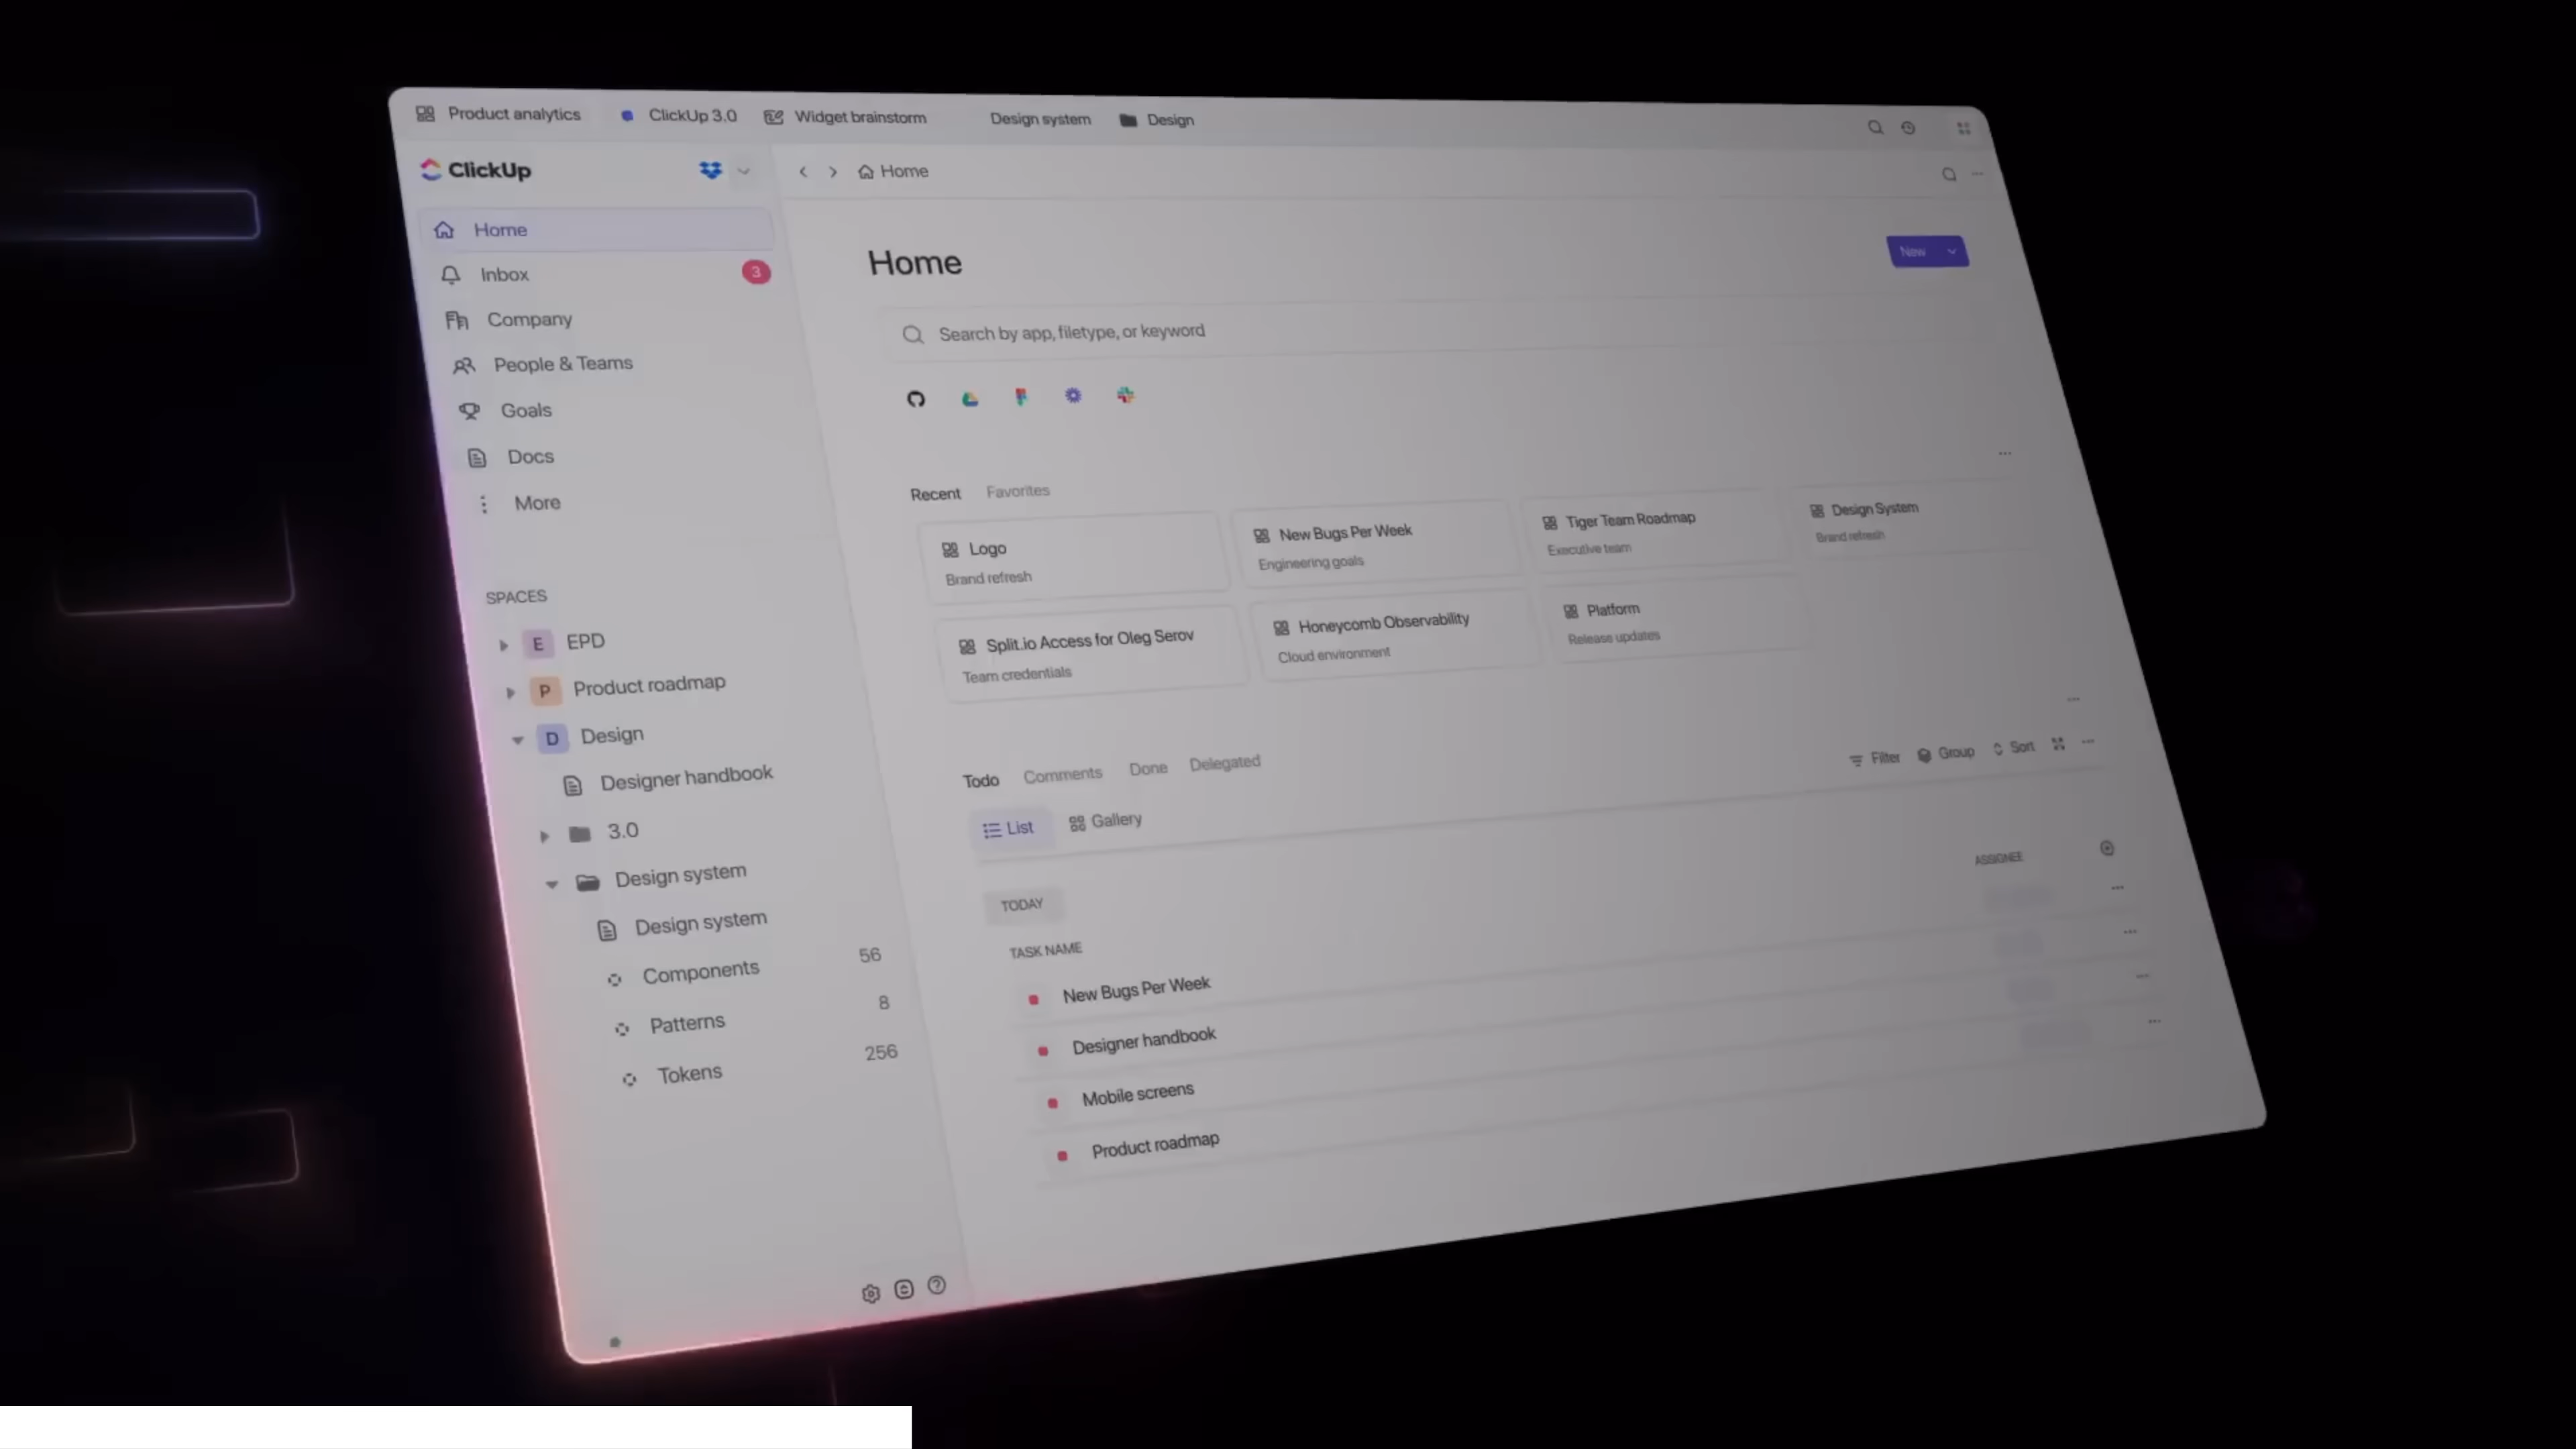 Product analytics
ClickUp 3.0
Widget brainstorm
Design system
Design
ClickUp
Home
Inbox
3
Company
People & Teams
Goals
Docs
More
SPACES
E EPD
P Product roadmap
D Design
Designer handbook
3.0
Design system
Design system
Components 56
Patterns 8
Tokens 256
Home
Home
New
Search by app, filetype, or keyword
Recent
Favorites
Logo
Brand refresh
New Bugs Per Week
Engineering goals
Tiger Team Roadmap
Executive team
Design System
Brand refresh
Split.io Access for Oleg Serov
Team credentials
Honeycomb Observability
Cloud environment
Platform
Release updates
Todo
Comments
Done
Delegated
Filter
Group
Sort
List
Gallery
TODAY
TASK NAME
ASSIGNEE
New Bugs Per Week
Designer handbook
Mobile screens
Product roadmap